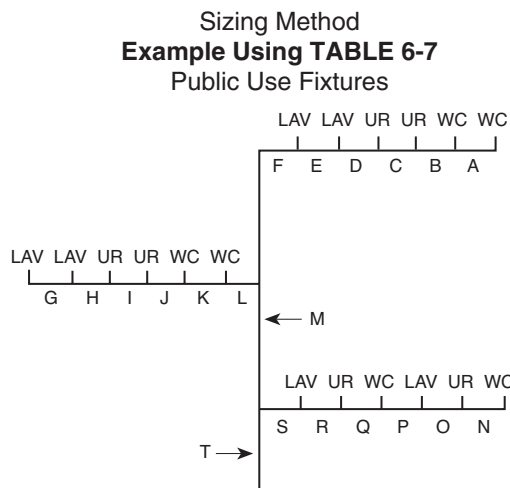 Sizing Method
Example Using TABLE 6-7
Public Use Fixtures
LAV LAV UR UR WC WC
F E D C B A
LAV LAV UR UR WC WC
G H I J K L
M
LAV UR WC LAV UR WC
S R Q P O N
T